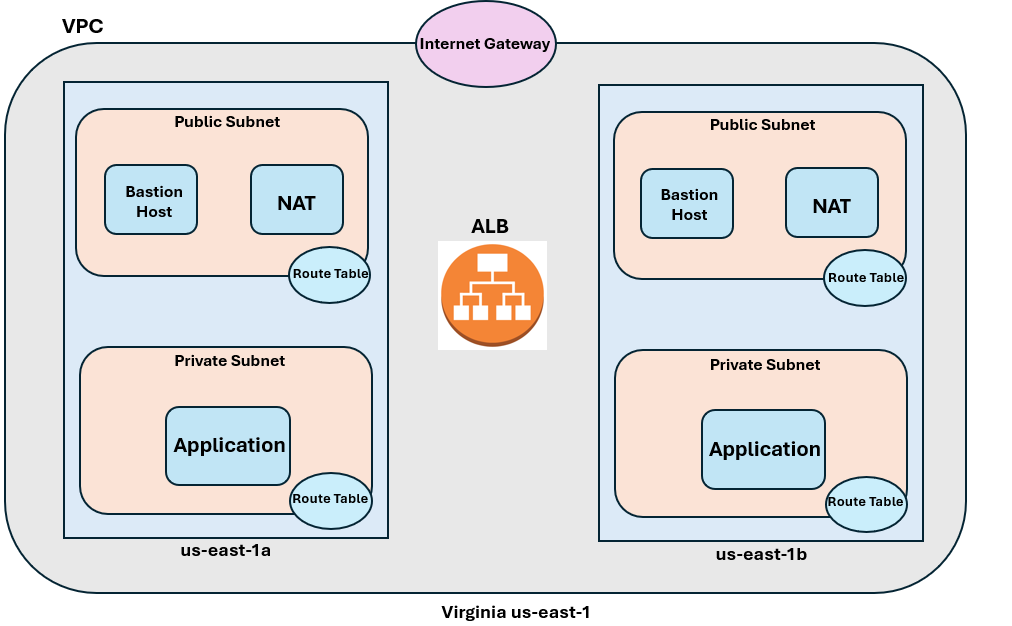 VPC
Internet Gateway
Public Subnet
Bastion
Host
NAT
Route Table
Private Subnet
Application
Route Table
us-east-1a
ALB
Public Subnet
Bastion
Host
NAT
Route Table
Private Subnet
Application
Route Table
us-east-1b
Virginia us-east-1